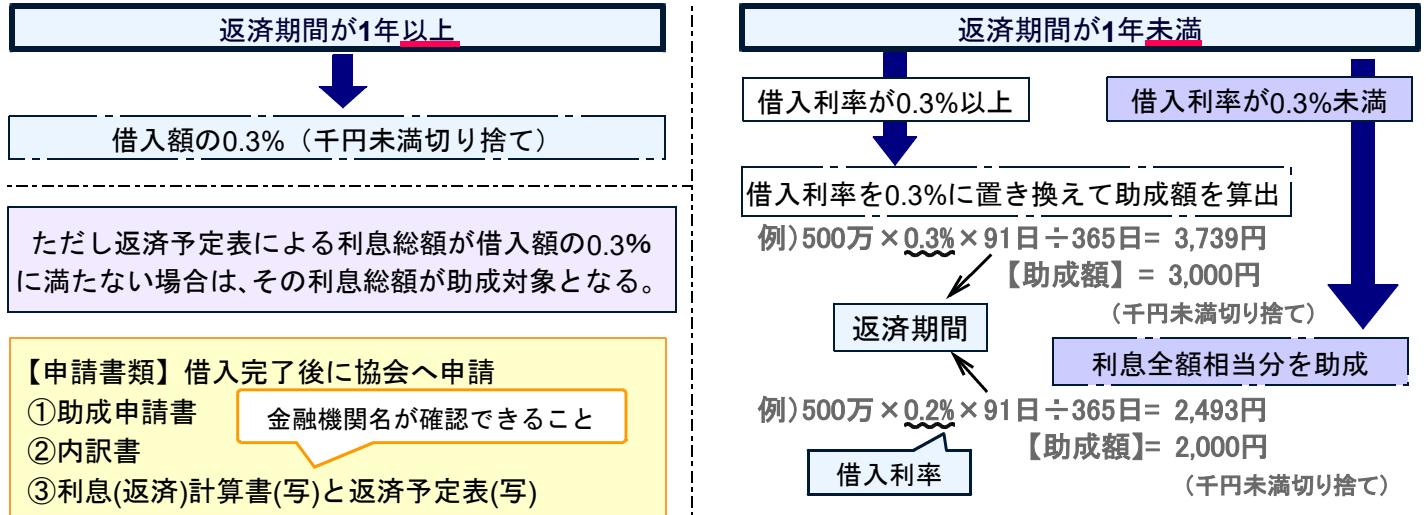 返済期間が1年以上
借入額の0.3%（千円未満切り捨て）
ただし返済予定表による利息総額が借入額の0.3%
に満たない場合は、その利息総額が助成対象となる。
【申請書類】借入完了後に協会へ申請
①助成申請書
金融機関名が確認できること
②内訳書
③利息(返済)計算書(写)と返済予定表(写)
返済期間が1年未満
借入利率が0.3%以上
借入利率が0.3%未満
借入利率を0.3%に置き換えて助成額を算出
例）500万×0.3%×91日÷365日= 3,739円
【助成額】= 3,000円
（千円未満切り捨て）
返済期間
利息全額相当分を助成
例）500万×0.2%×91日÷365日= 2,493円
【助成額】= 2,000円
借入利率
（千円未満切り捨て）